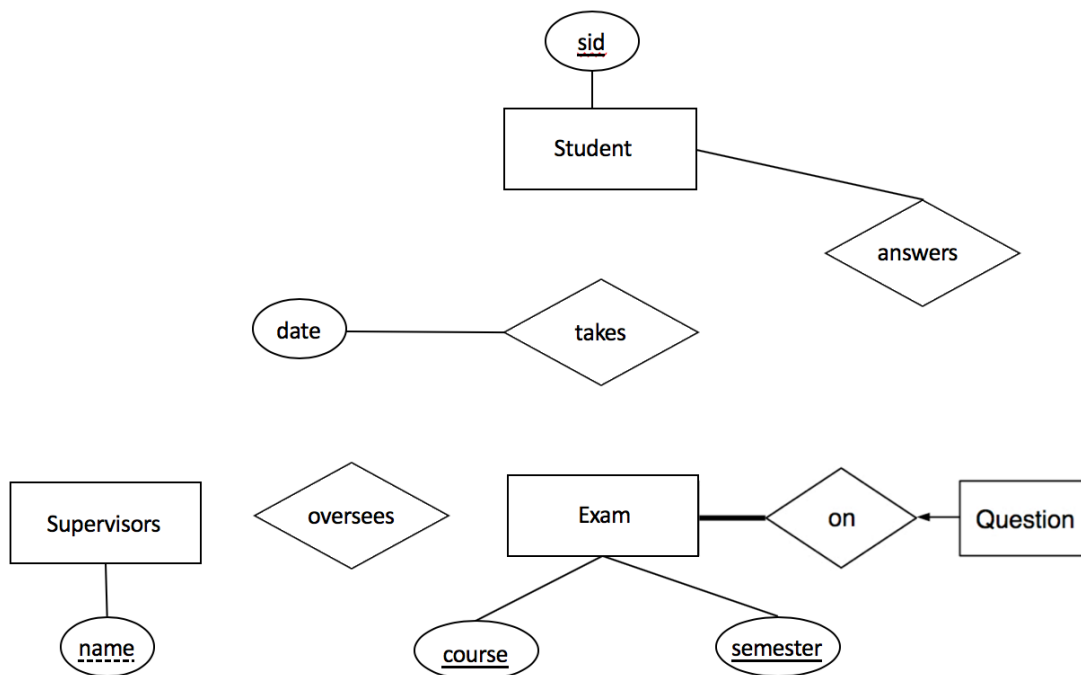 sid
Student
answers
date
takes
Supervisors
oversees
Exam
on
Question
name
course
semester